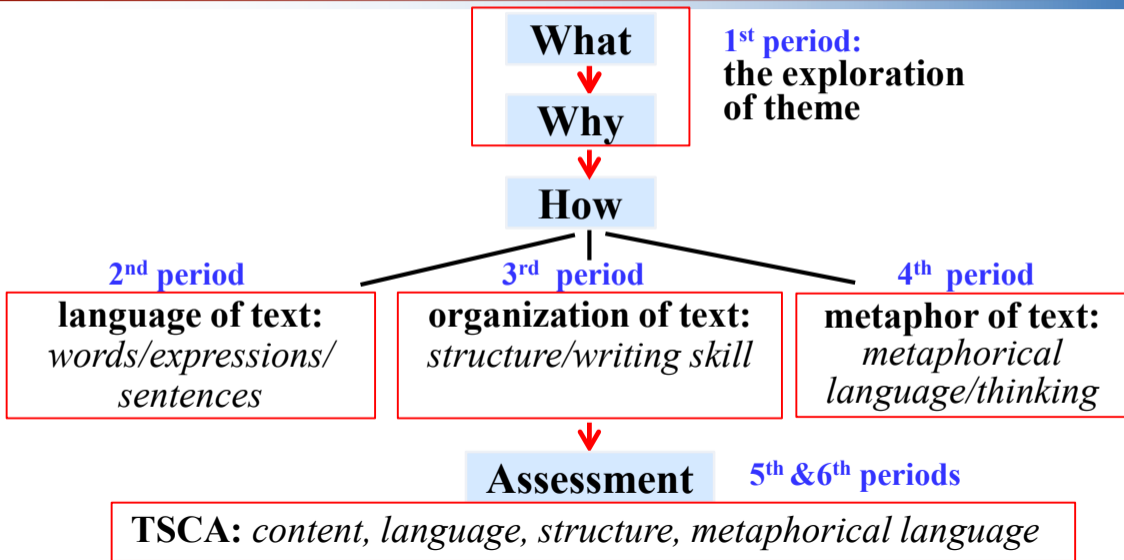 What
1st period:
the exploration
of theme
Why
How
2nd period
3rd period
4th period
language of text:
words/expressions/
sentences
organization of text:
structure/writing skill
metaphor of text:
metaphorical
language/thinking
Assessment
5th &6th periods
TSCA: content, language, structure, metaphorical language